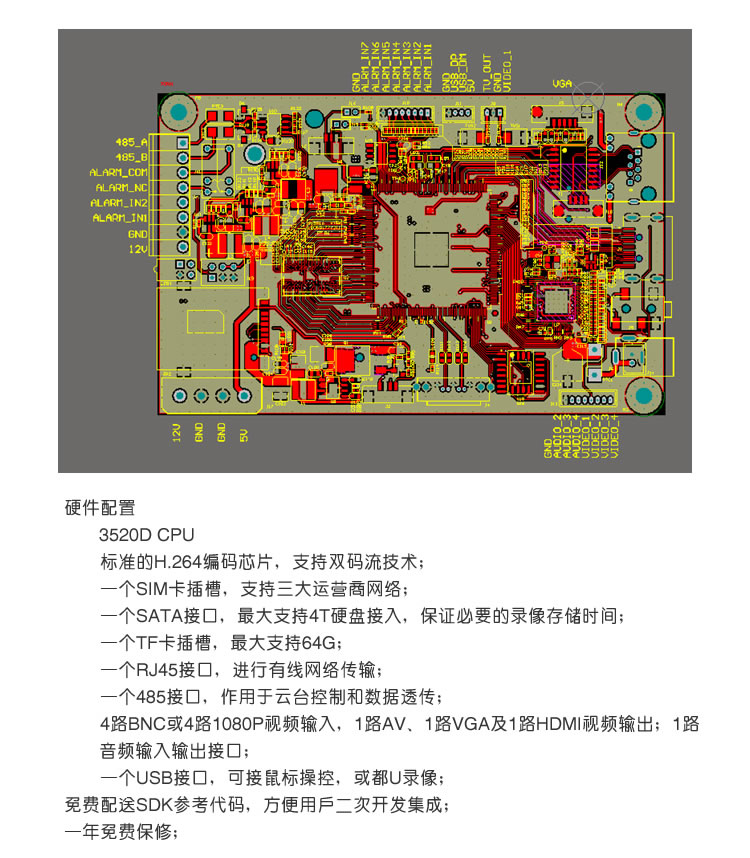 GND
ALRM_IN7
ALRM_IN6
ALRM_IN5
ALRM_IN4
ALRM_IN3
ALRM_IN2
ALRM_IN1
GND
USB_DP
USB_DM
5V
TV_OUT
GND
VIDEO_1
VGA
485_A
485_B
ALARM_COM
ALARM_NC
ALARM_IN2
ALARM_IN1
GND
12V
12V
GND
GND
5V
GND
AUDIO_2
AUDIO_3
AUDIO_4
VIDEO_1
VIDEO_2
VIDEO_3
VIDEO_4
硬件配置
3520D CPU
标准的H.264编码芯片，支持双码流技术；
一个SIM卡插槽，支持三大运营商网络；
一个SATA接口，最大支持4T硬盘接入，保证必要的录像存储时间；
一个TF卡插槽，最大支持64G；
一个RJ45接口，进行有线网络传输；
一个485接口，作用于云台控制和数据透传；
4路BNC或4路1080P视频输入，1路AV、1路VGA及1路HDMI视频输出；1路
音频输入输出接口；
一个USB接口，可接鼠标操控，或都U录像；
免费配送SDK参考代码，方便用戶二次开发集成；
一年免费保修；